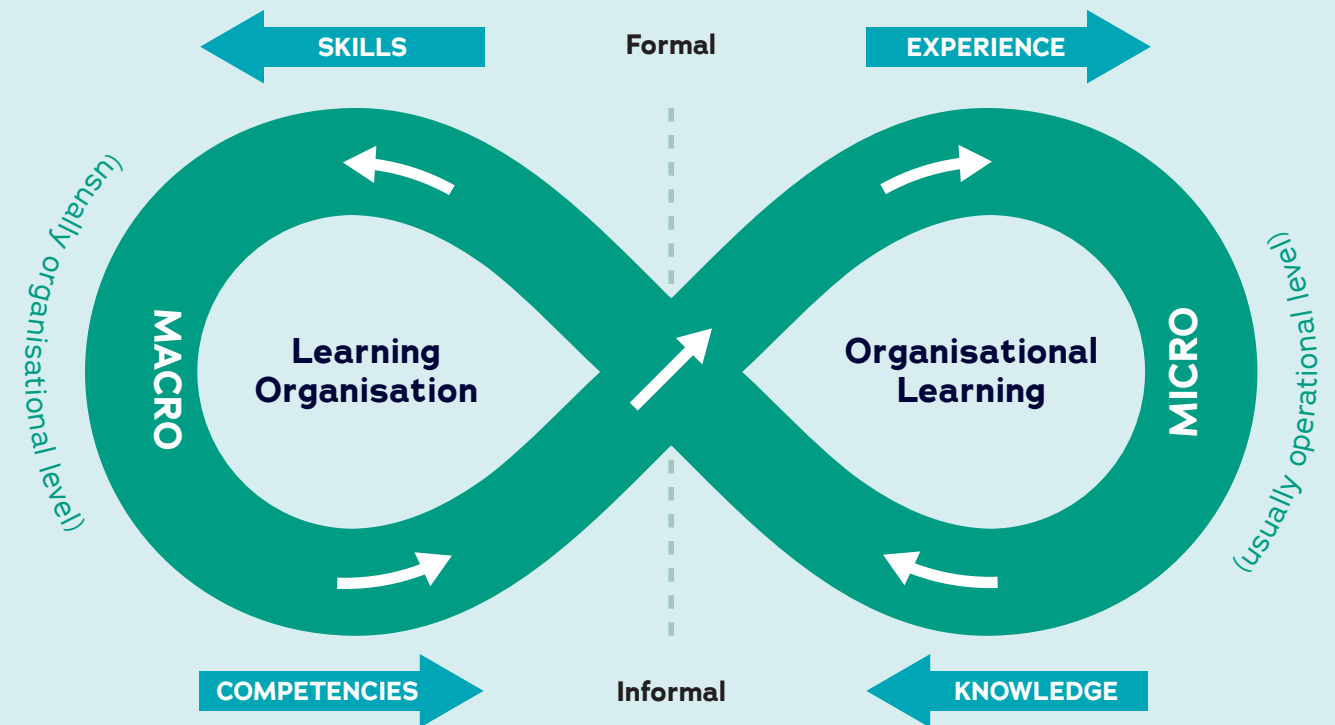 SKILLS
Formal
EXPERIENCE
(usually organisational level)
MACRO
Learning
Organisation
Organisational
Learning
MICRO
(usually operational level)
COMPETENCIES
Informal
KNOWLEDGE